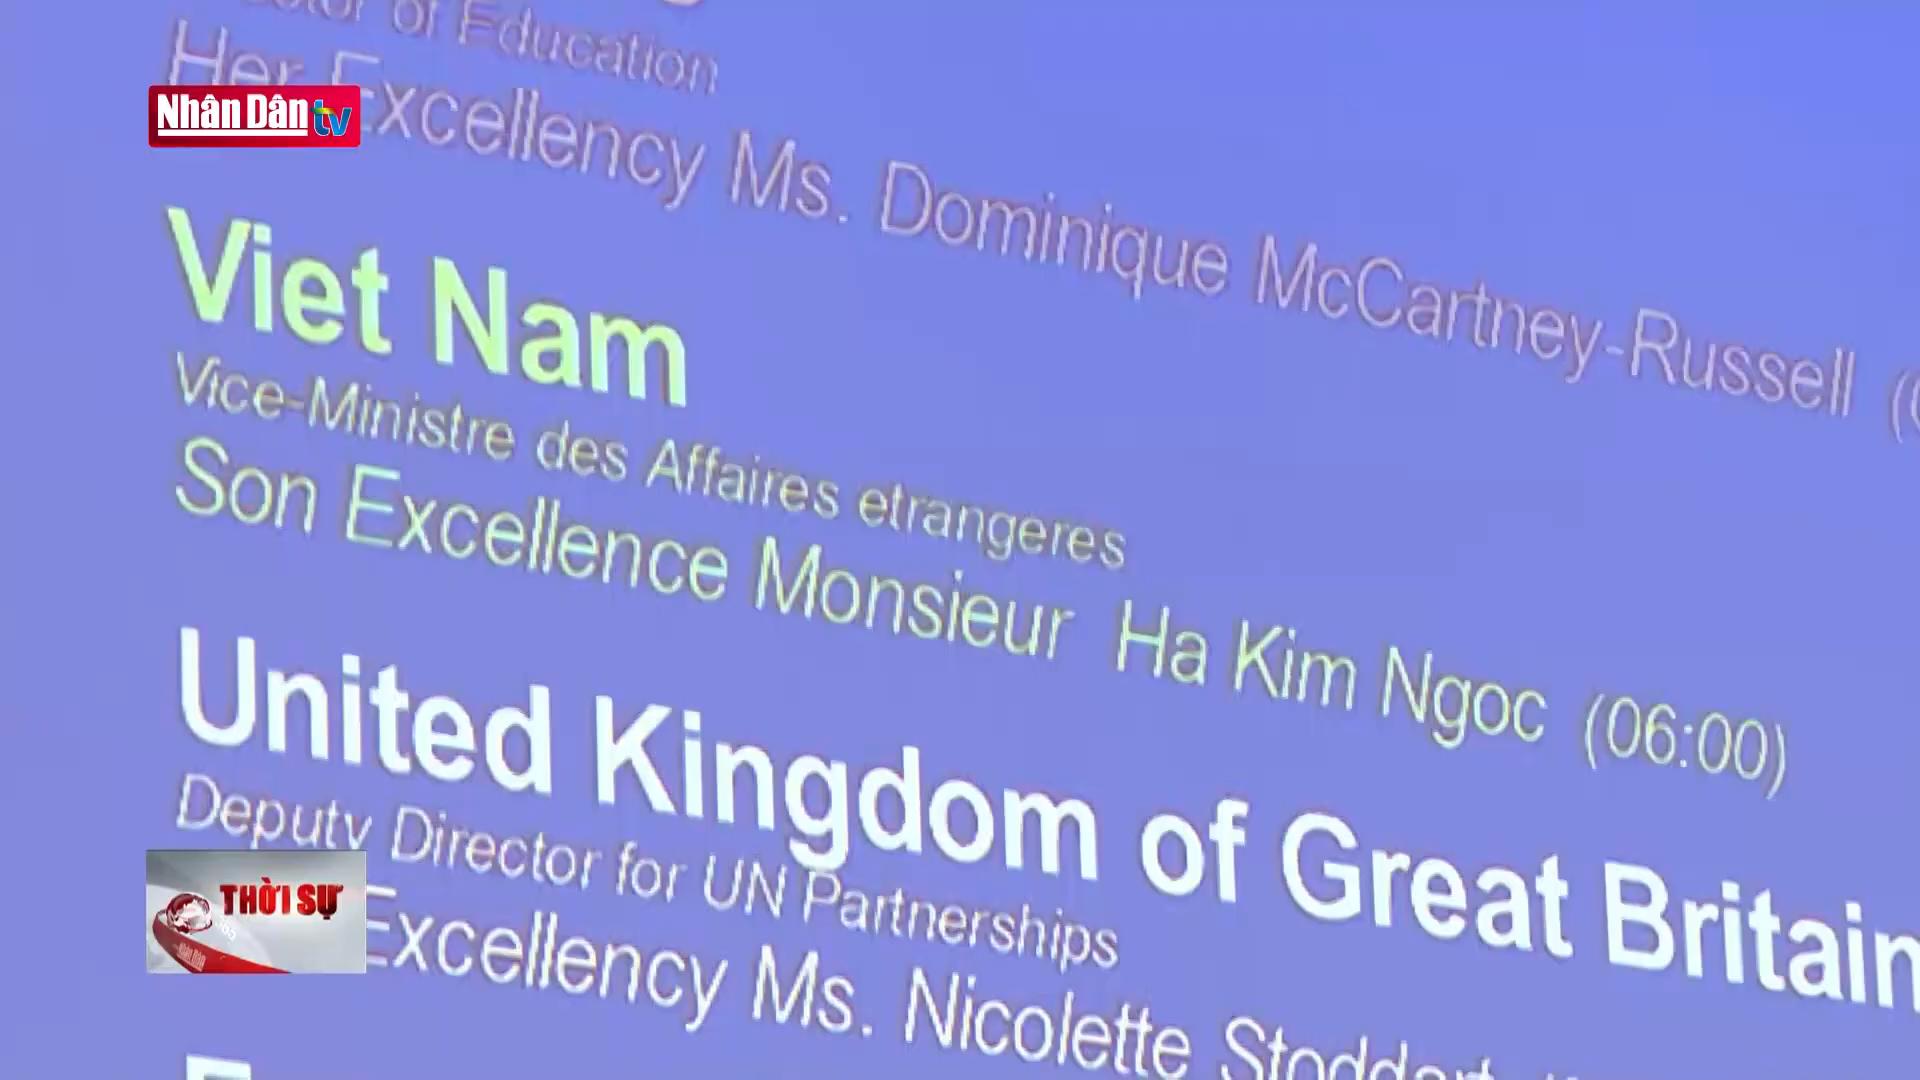 of Education
Her Excellency Ms. Dominique McCartney-Russell
Nhân Dân tv
Viet Nam
Vice-Ministre des Affaires etrangeres
Son Excellence Monsieur Ha Kim Ngoc (06:00)
United Kingdom of Great Britain
Deputy Director for UN Partnerships
Excellency Ms. Nicolette Stoddart
THỜI SỰ